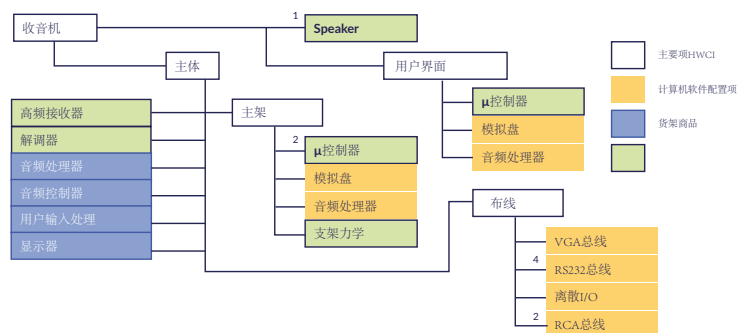 收音机
1
Speaker
主体
用户界面
主要项HWCI
计算机软件配置项
货架商品
μ控制器
模拟盘
音频处理器
高频接收器
解调器
音频处理器
音频控制器
用户输入处理
显示器
主架
2
μ控制器
模拟盘
音频处理器
支架力学
布线
VGA总线
4
RS232总线
离散I/O
2
RCA总线